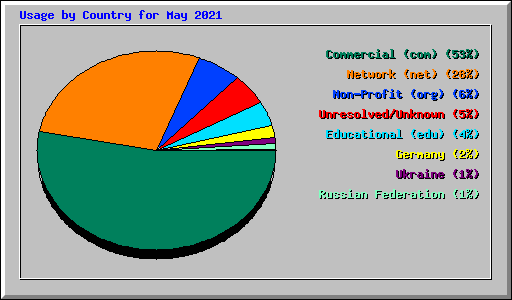 Usage by Country for May 2021
Commercial (com) (53%)
Network (net) (28%)
Non-Profit (org) (6%)
Unresolved/Unknown (5%)
Educational (edu) (4%)
Germany (2%)
Ukraine (1%)
Russian Federation (1%)